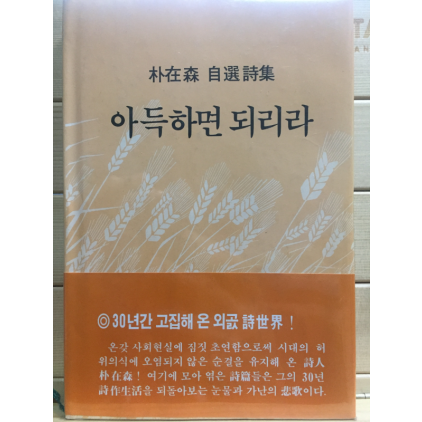 朴在森 自選詩集
아득하면 되리라
◎30년간 고집해 온 외곬 詩世界!
온갖 사회현실에 짐짓 초연함으로써 시대의 허
위의식에 오염되지 않은 순결을 유지해 온 詩人
朴在森! 여기에 모아 엮은 詩篇들은 그의 30년
詩作生活을 되돌아보는 눈물과 가난의 悲歌이다.